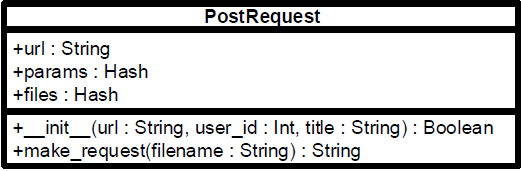 PostRequest
+url : String
+params : Hash
+files : Hash
+__init__(url : String, user_id : Int, title : String) : Boolean
+make_request(filename : String) : String